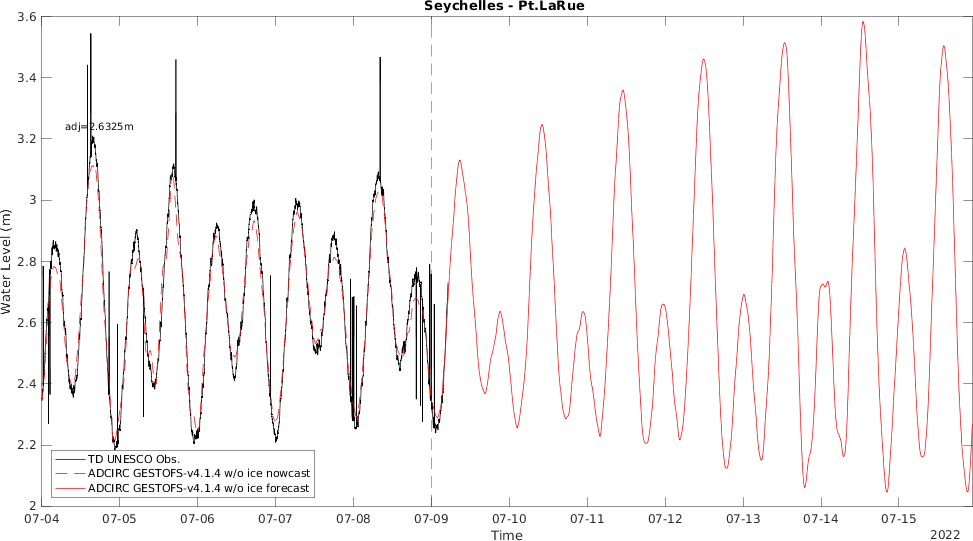 Seychelles - Pt.LaRue
3.6
3.4
adj=2.6325m
3.2
3
2.8
Water Level (m)
2.6
2.4
2.2
2
TD UNESCO Obs.
ADCIRC GESTOFS-v4.1.4 w/o ice nowcast
ADCIRC GESTOFS-v4.1.4 w/o ice forecast
07-04 07-05 07-06 07-07 07-08 07-09 07-10 07-11 07-12 07-13 07-14 07-15
Time
2022